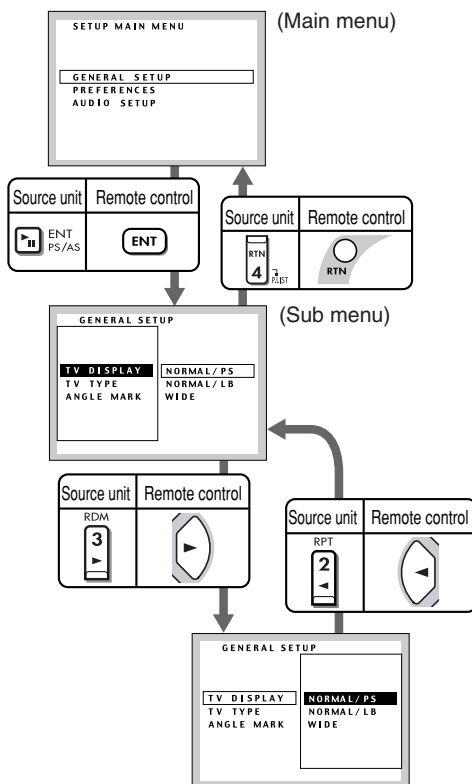 SETUP MAIN MENU
(Main menu)
GENERAL SETUP
PREFERENCES
AUDIO SETUP
Source unit Remote control
ENT
PS/AS
ENT
Source unit Remote control
RTN
4
P.LIST
RTN
(Sub menu)
GENERAL SETUP
TV DISPLAY NORMAL/PS
TV TYPE NORMAL/LB
ANGLE MARK WIDE
Source unit Remote control
RDM
3
Source unit Remote control
RPT
2
GENERAL SETUP
TV DISPLAY NORMAL/PS
TV TYPE NORMAL/LB
ANGLE MARK WIDE